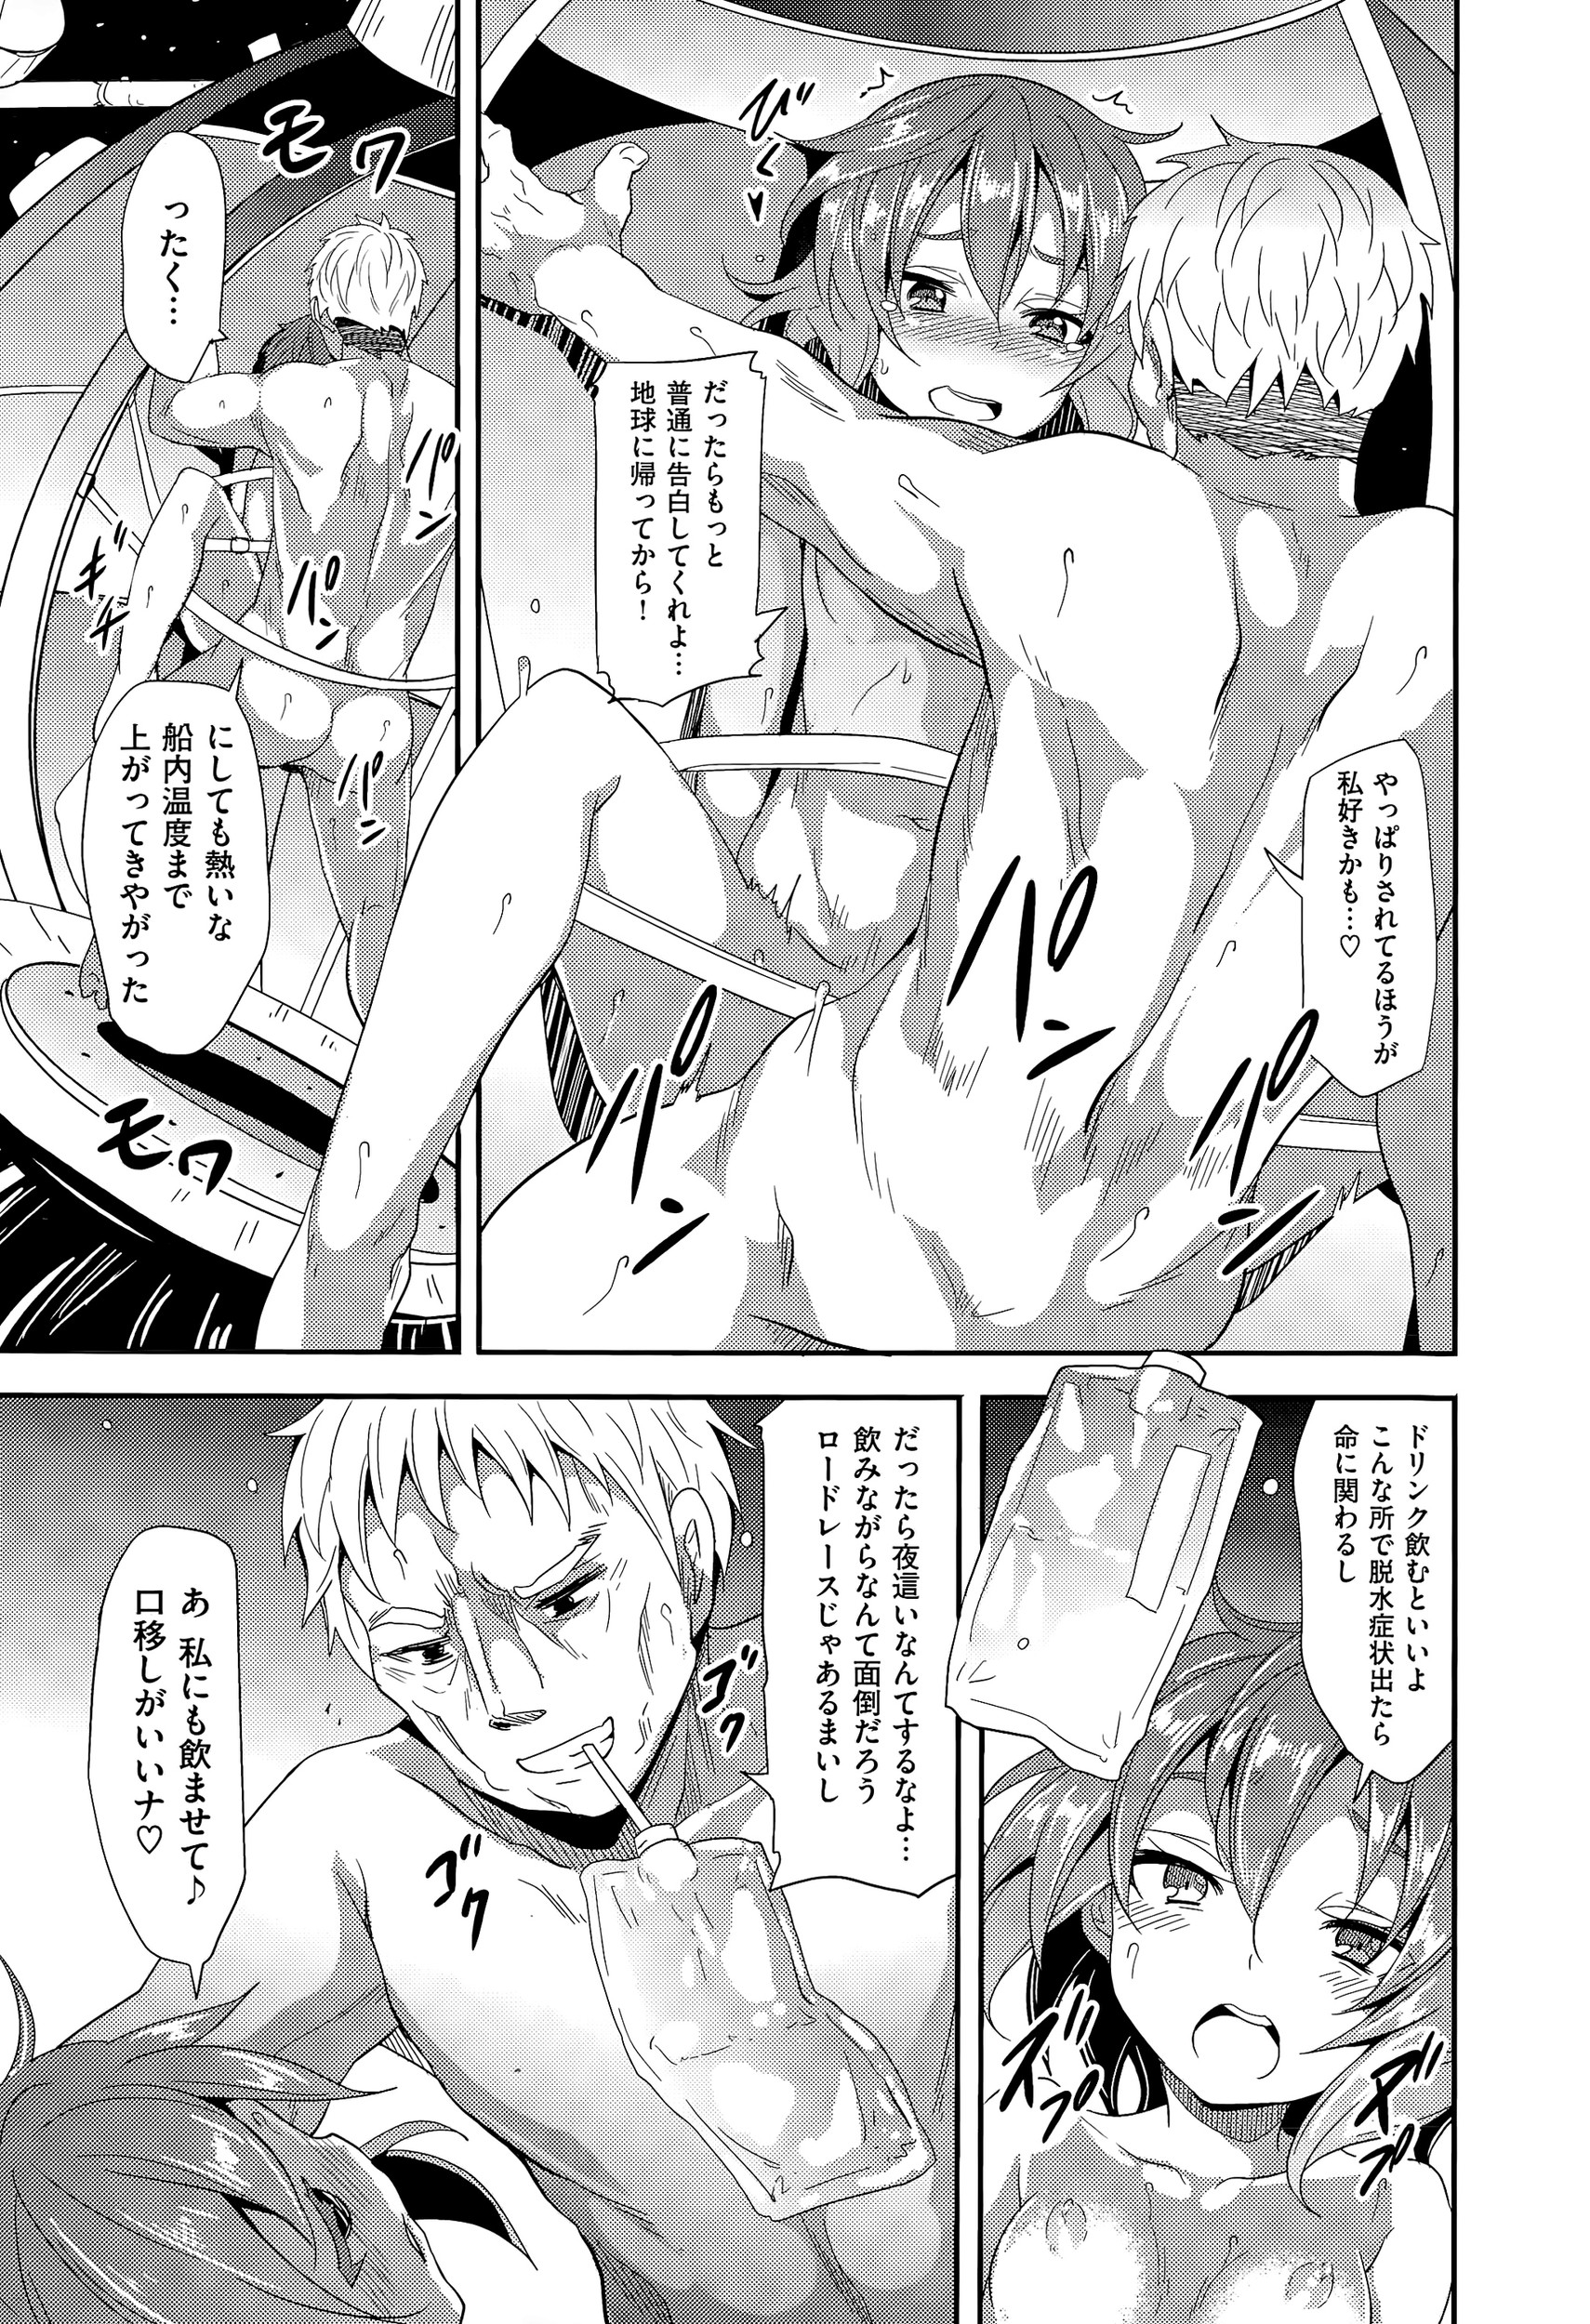 やっぱりされてるほうが
私好きかも…♡
びくっ
だったらもっと
普通に告白してくれよ…
地球に帰ってから！
パン
パン
パン
モワ
ったく…
パン
パン
パン
ギチ
にしても熱いな
船内温度まで
上がってきやがった
モワ
ドリンク飲むといいよ
こんな所で脱水症状出たら
命に関わるし
ズプ
ヌプ
だったら夜這いなんてするなよ…
飲みながらなんて面倒だろう
ロードレースじゃあるまいし
ゴク
ゴク
あ 私にも飲ませて♪
口移しがいいナ♡